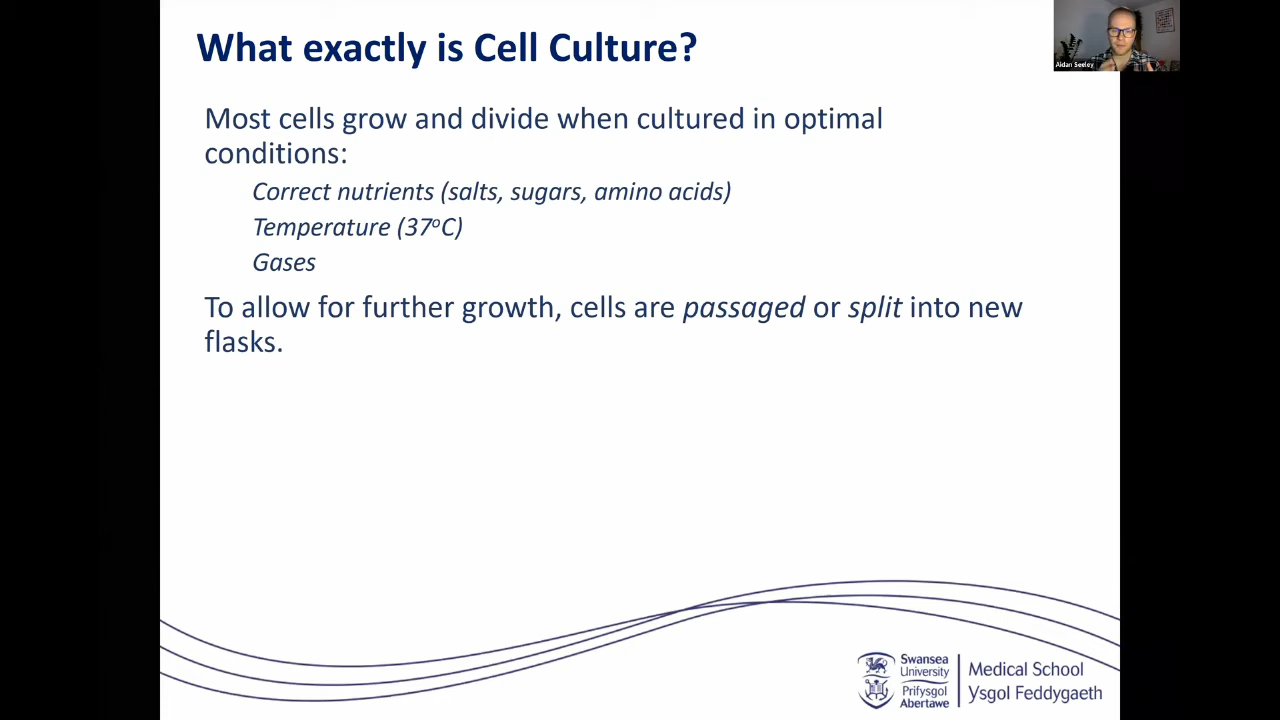 What exactly is Cell Culture?
Aidan Seeley
Most cells grow and divide when cultured in optimal
conditions:
Correct nutrients (salts, sugars, amino acids)
Temperature (37ºC)
Gases
To allow for further growth, cells are passaged or split into new
flasks.
Swansea
University
Prifysgol
Abertawe
Medical School
Ysgol Feddygaeth